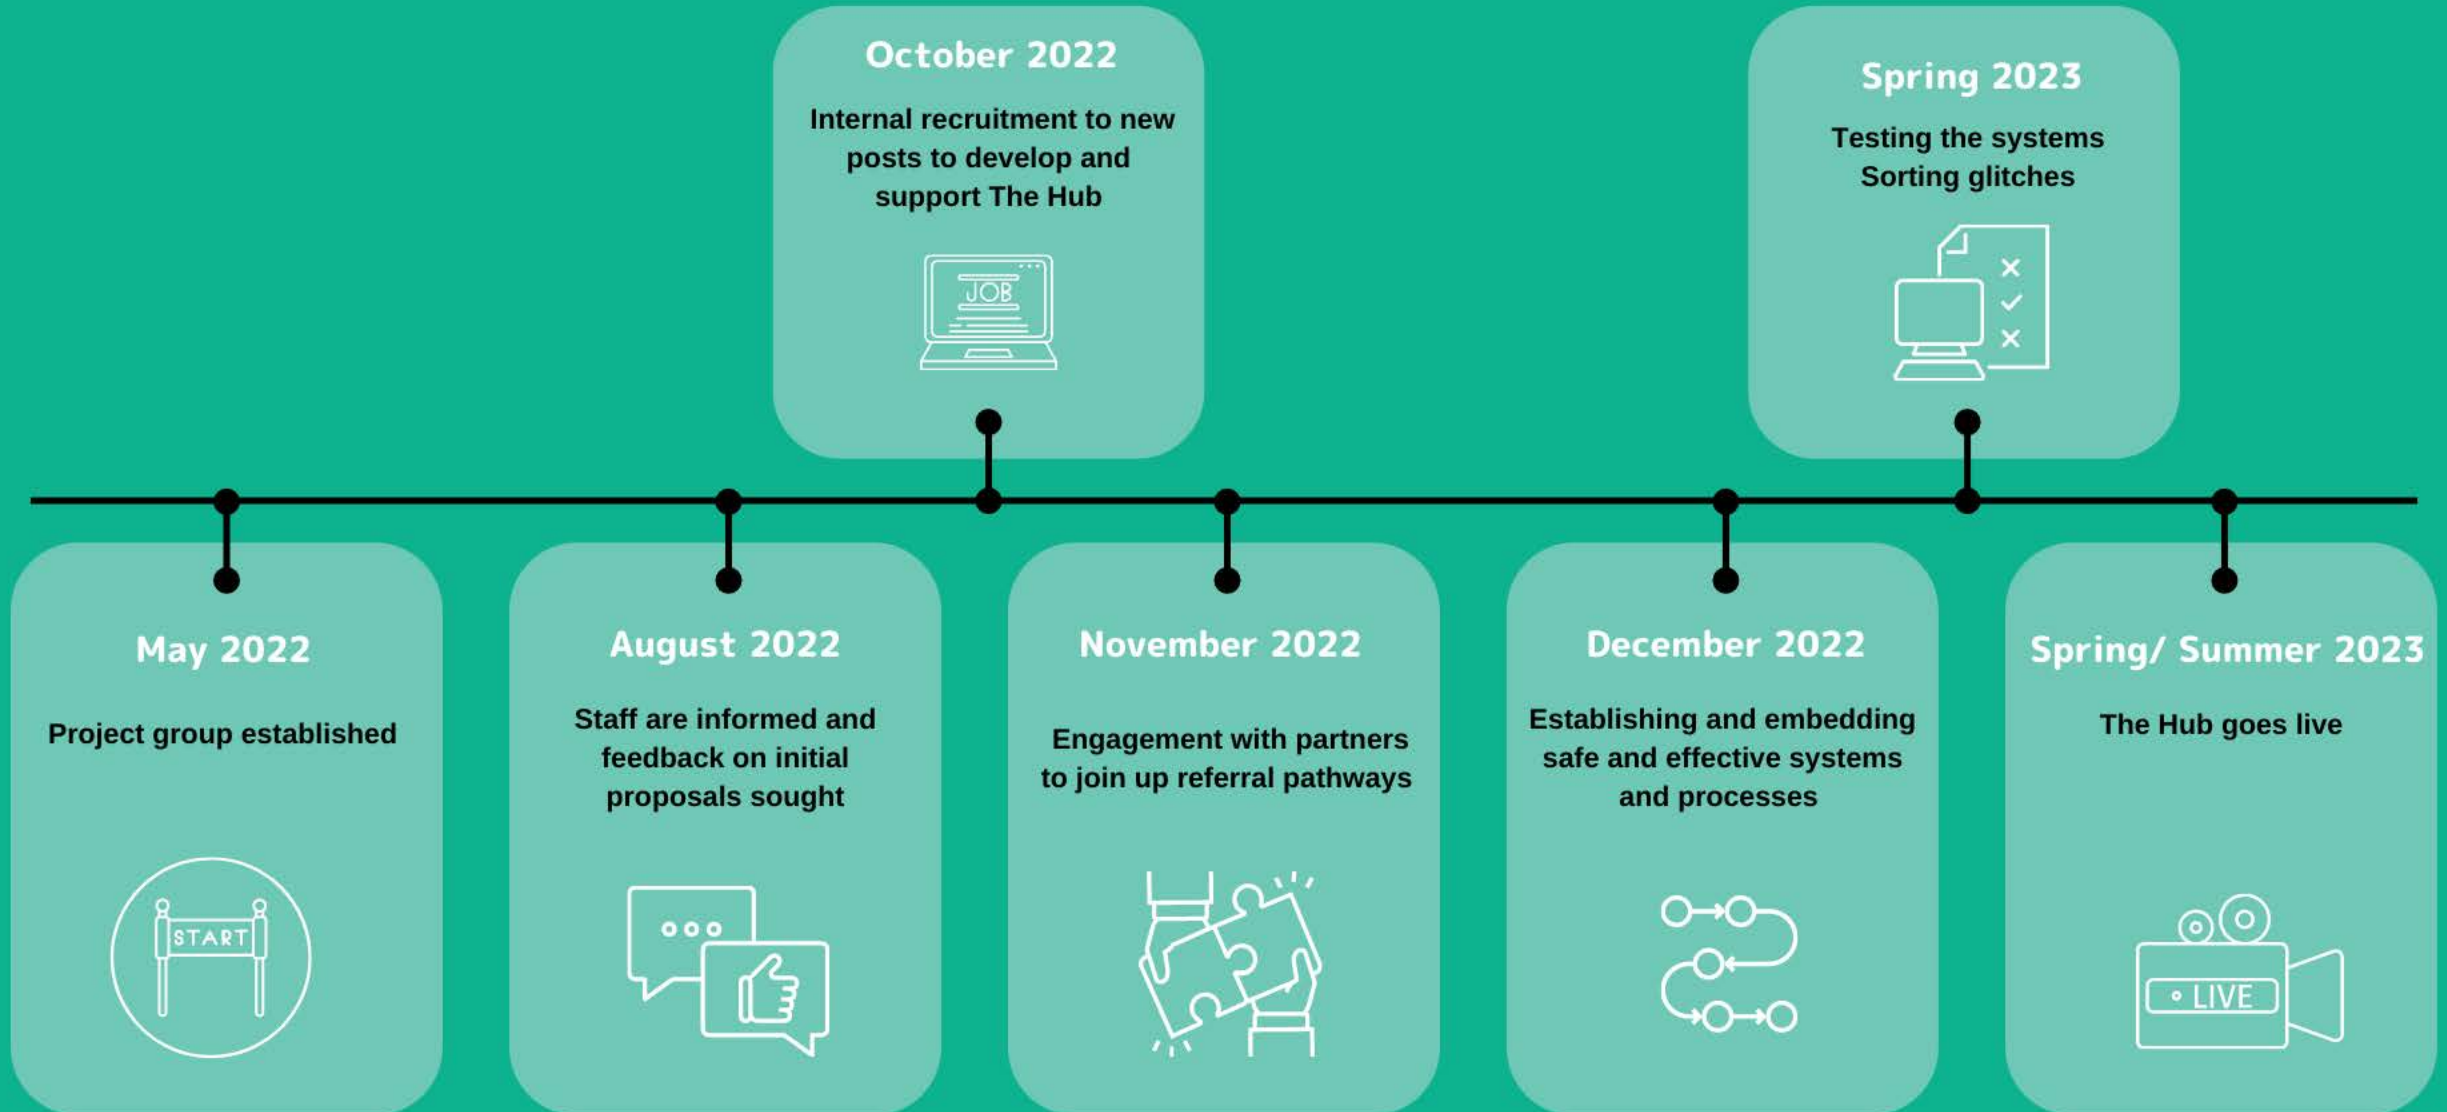 May 2022
Project group established
START
August 2022
Staff are informed and
feedback on initial
proposals sought
October 2022
Internal recruitment to new
posts to develop and
support The Hub
JOB
November 2022
Engagement with partners
to join up referral pathways
December 2022
Establishing and embedding
safe and effective systems
and processes
Spring 2023
Testing the systems
Sorting glitches
Spring/ Summer 2023
The Hub goes live
LIVE